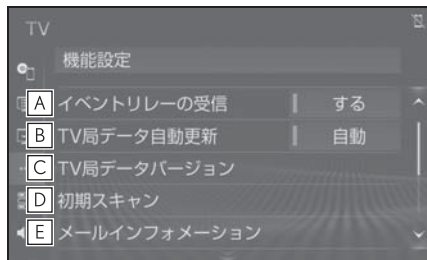 TV
機能設定
A イベントリレーの受信 する
B TV局データ自動更新 自動
C TV局データバージョン
D 初期スキャン
E メールインフォメーション